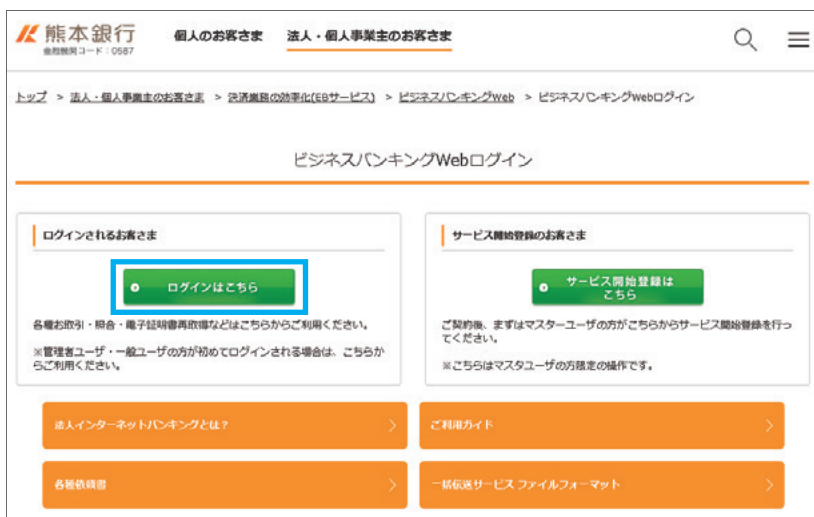 熊本銀行
金融機関コード:0587
個人のお客さま
法人・個人事業主のお客さま
トップ > 法人・個人事業主のお客さま > 決済業務の効率化(EBサービス) > ビジネスバンキングWeb > ビジネスバンキングWebログイン
ビジネスバンキングWebログイン
ログインされるお客さま
ログインはこちら
各種お取引・照会・電子証明書再取得などはこちらからご利用ください。
※管理者ユーザ・一般ユーザの方が初めてログインされる場合は、こちらか
らご利用ください。
サービス開始登録のお客さま
サービス開始登録は
こちら
ご契約後、まずはマスターユーザの方がこちらからサービス開始登録を行っ
てください。
※こちらはマスタユーザの方限定の操作です。
法人インターネットバンキングとは?
ご利用ガイド
各種依頼書
一括伝送サービス ファイルフォーマット